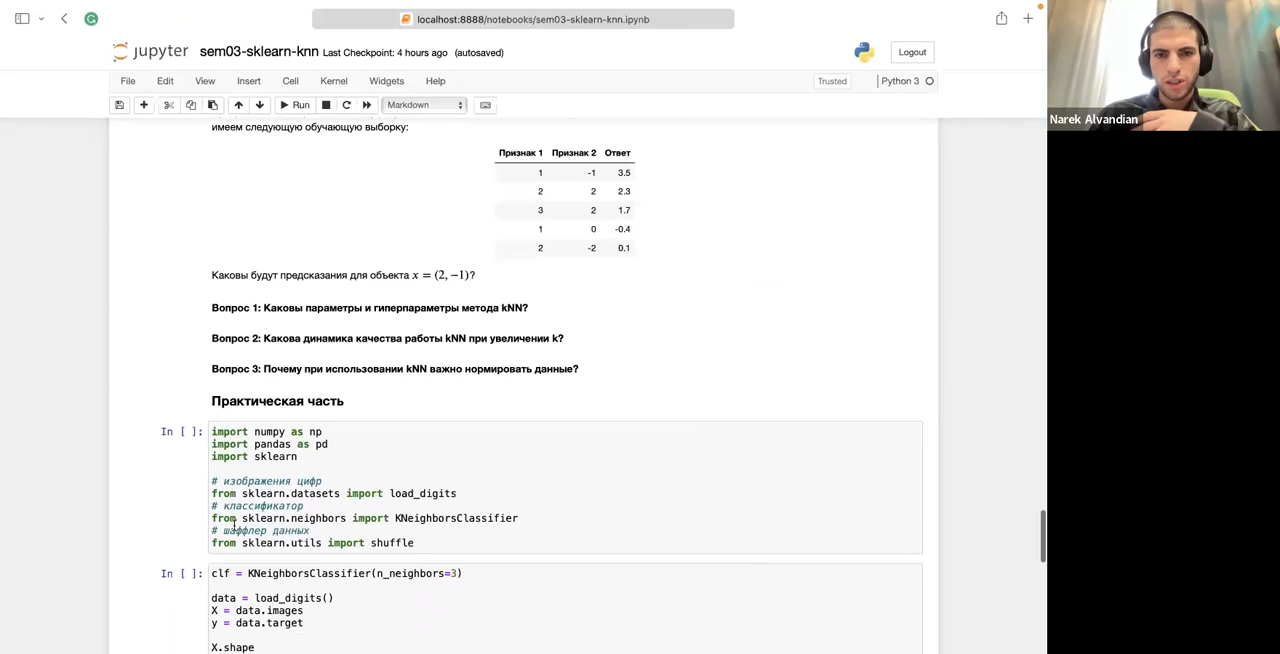 localhost:8888/notebooks/sem03-sklearn-knn.ipynb
jupyter sem03-sklearn-knn Last Checkpoint: 4 hours ago (autosaved)
Logout
File Edit View Insert Cell Kernel Widgets Help
Trusted Python 3
Run Markdown
имеем следующую обучающую выборку:
Признак 1 Признак 2 Ответ
1 -1 3.5
2 2 2.3
3 2 1.7
1 0 -0.4
2 -2 0.1
Каковы будут предсказания для объекта x = (2, −1)?
Вопрос 1: Каковы параметры и гиперпараметры метода kNN?
Вопрос 2: Какова динамика качества работы kNN при увеличении k?
Вопрос 3: Почему при использовании kNN важно нормировать данные?
Практическая часть
In [ ]: import numpy as np
import pandas as pd
import sklearn
# изображения цифр
from sklearn.datasets import load_digits
# классификатор
from sklearn.neighbors import KNeighborsClassifier
# шаффлер данных
from sklearn.utils import shuffle
In [ ]: clf = KNeighborsClassifier(n_neighbors=3)
data = load_digits()
X = data.images
y = data.target
X.shape
Narek Alvandian